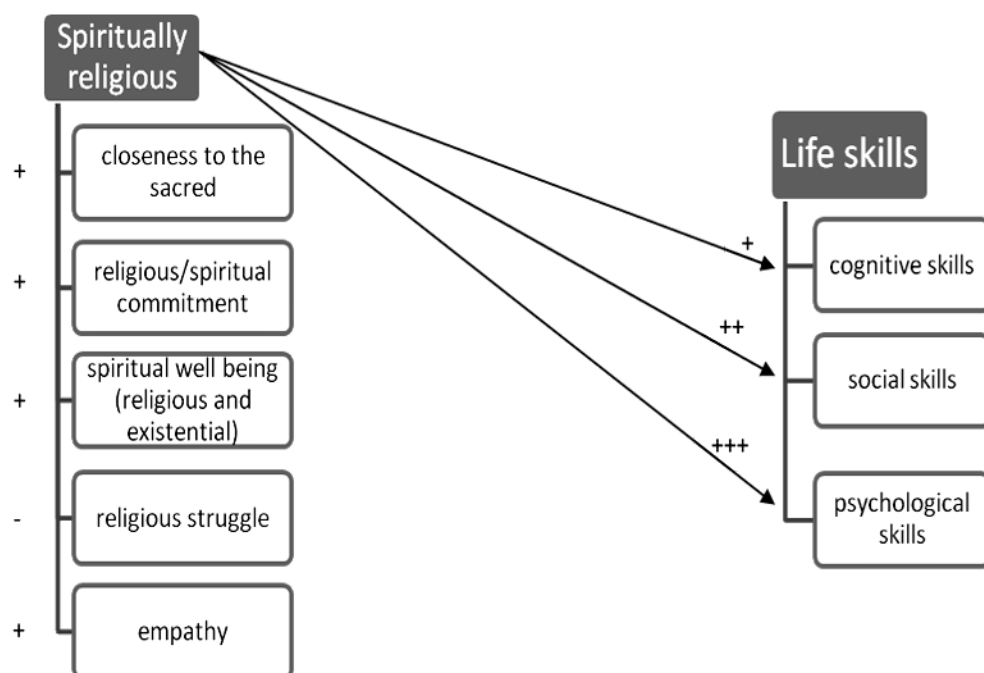 Spiritually
religious
+
closeness to the
sacred
+
religious/spiritual
commitment
+
spiritual well being
(religious and
existential)
-
religious struggle
+
empathy
+
++
+++
Life skills
cognitive skills
social skills
psychological
skills